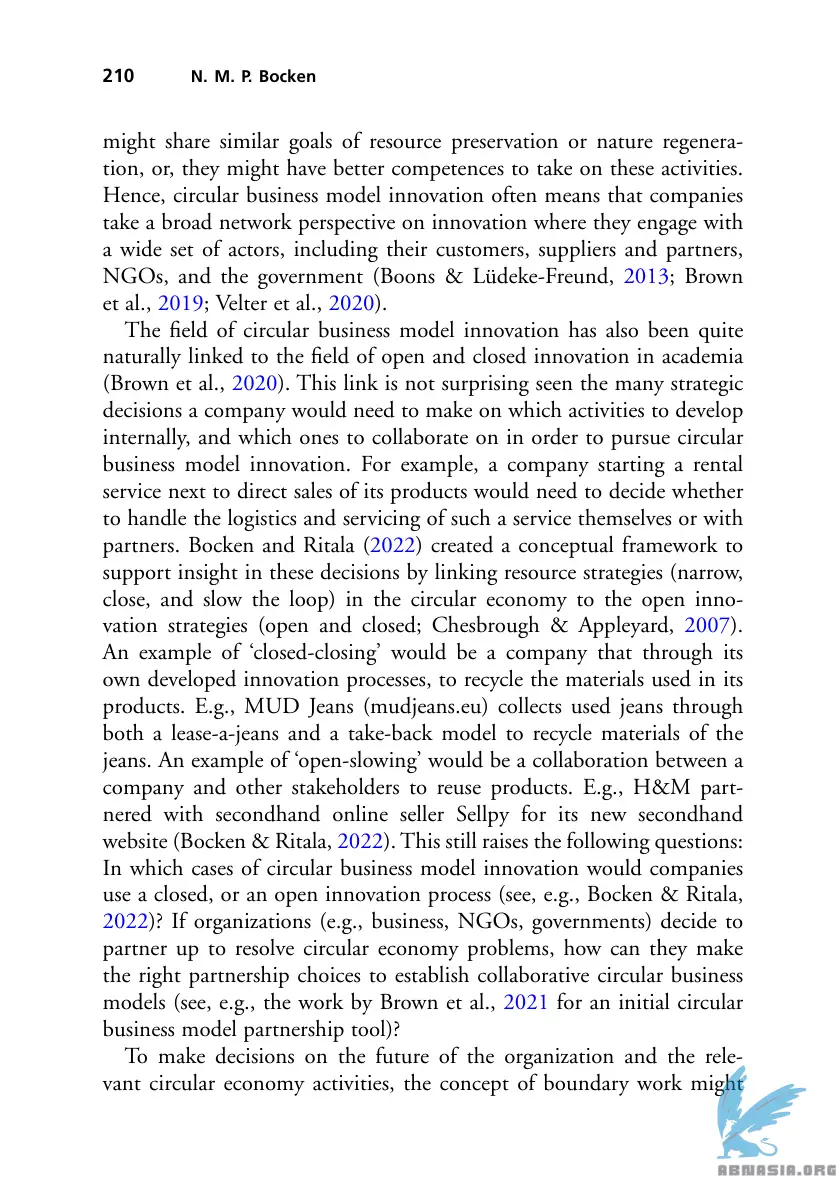 210 N. M. P. Bocken
might share similar goals of resource preservation or nature regenera-
tion, or, they might have better competences to take on these activities.
Hence, circular business model innovation often means that companies
take a broad network perspective on innovation where they engage with
a wide set of actors, including their customers, suppliers and partners,
NGOs, and the government (Boons & Lüdeke-Freund, 2013; Brown
et al., 2019; Velter et al., 2020).
The field of circular business model innovation has also been quite
naturally linked to the field of open and closed innovation in academia
(Brown et al., 2020). This link is not surprising seen the many strategic
decisions a company would need to make on which activities to develop
internally, and which ones to collaborate on in order to pursue circular
business model innovation. For example, a company starting a rental
service next to direct sales of its products would need to decide whether
to handle the logistics and servicing of such a service themselves or with
partners. Bocken and Ritala (2022) created a conceptual framework to
support insight in these decisions by linking resource strategies (narrow,
close, and slow the loop) in the circular economy to the open inno-
vation strategies (open and closed; Chesbrough & Appleyard, 2007).
An example of ‘closed-closing’ would be a company that through its
own developed innovation processes, to recycle the materials used in its
products. E.g., MUD Jeans (mudjeans.eu) collects used jeans through
both a lease-a-jeans and a take-back model to recycle materials of the
jeans. An example of ‘open-slowing’ would be a collaboration between a
company and other stakeholders to reuse products. E.g., H&M part-
nered with secondhand online seller Sellpy for its new secondhand
website (Bocken & Ritala, 2022). This still raises the following questions:
In which cases of circular business model innovation would companies
use a closed, or an open innovation process (see, e.g., Bocken & Ritala,
2022)? If organizations (e.g., business, NGOs, governments) decide to
partner up to resolve circular economy problems, how can they make
the right partnership choices to establish collaborative circular business
models (see, e.g., the work by Brown et al., 2021 for an initial circular
business model partnership tool)?
To make decisions on the future of the organization and the rele-
vant circular economy activities, the concept of boundary work might
ABNASIA.ORG